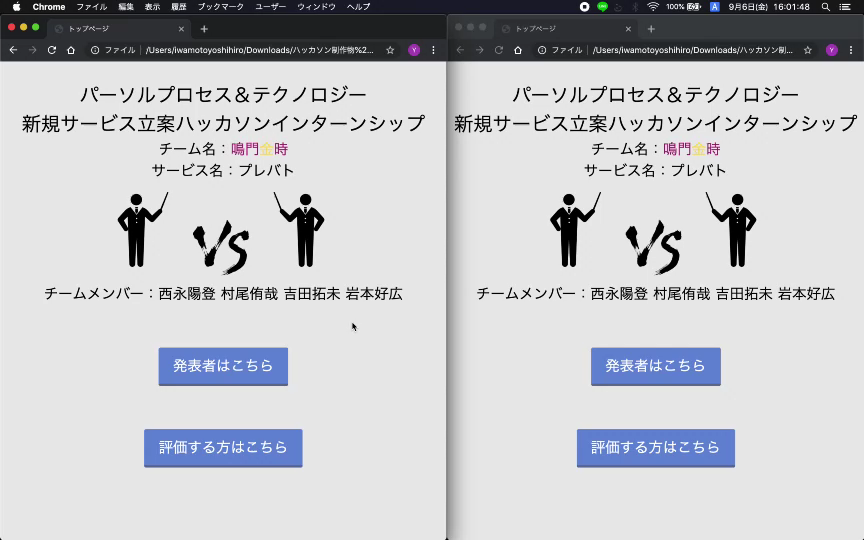 Chrome ファイル 編集 表示 履歴 ブックマーク ユーザー ウィンドウ ヘルプ
100% A 9月6日(金) 16:01:48
トップページ
ファイル | /Users/iwamotoyoshihiro/Downloads/ハッカソン制作物%2...
Y
パーソルプロセス＆テクノロジー
新規サービス立案ハッカソンインターンシップ
チーム名：鳴門金時
サービス名：プレバト
VS
チームメンバー：西永陽登 村尾侑哉 吉田拓未 岩本好広
発表者はこちら
評価する方はこちら
トップページ
ファイル | /Users/iwamotoyoshihiro/Downloads/ハッカソン制...
Y
パーソルプロセス＆テクノロジー
新規サービス立案ハッカソンインターンシップ
チーム名：鳴門金時
サービス名：プレバト
VS
チームメンバー：西永陽登 村尾侑哉 吉田拓未 岩本好広
発表者はこちら
評価する方はこちら